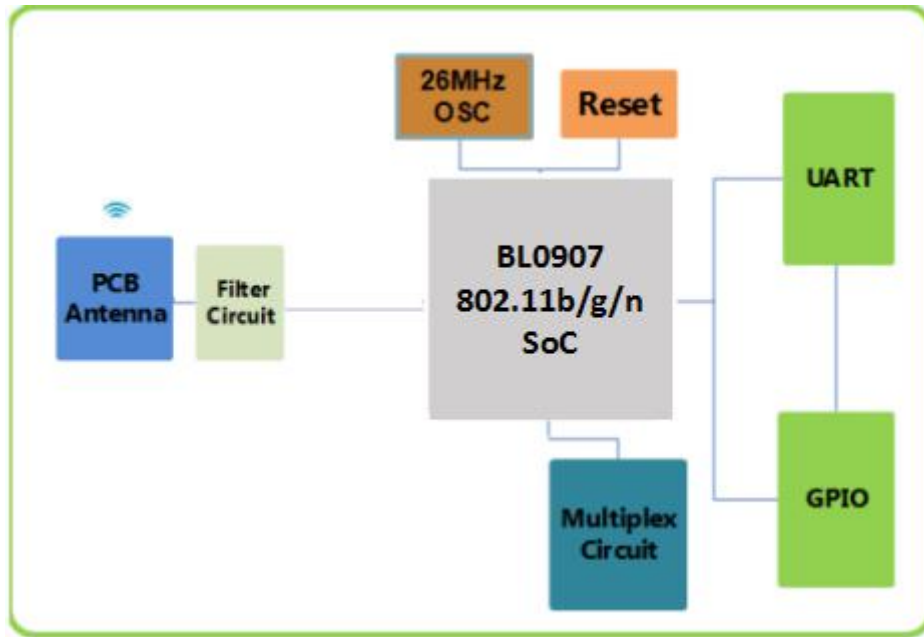 26MHz
OSC
Reset
UART
BL0907
802.11b/g/n
SoC
PCB
Antenna
Filter
Circuit
GPIO
Multiplex
Circuit